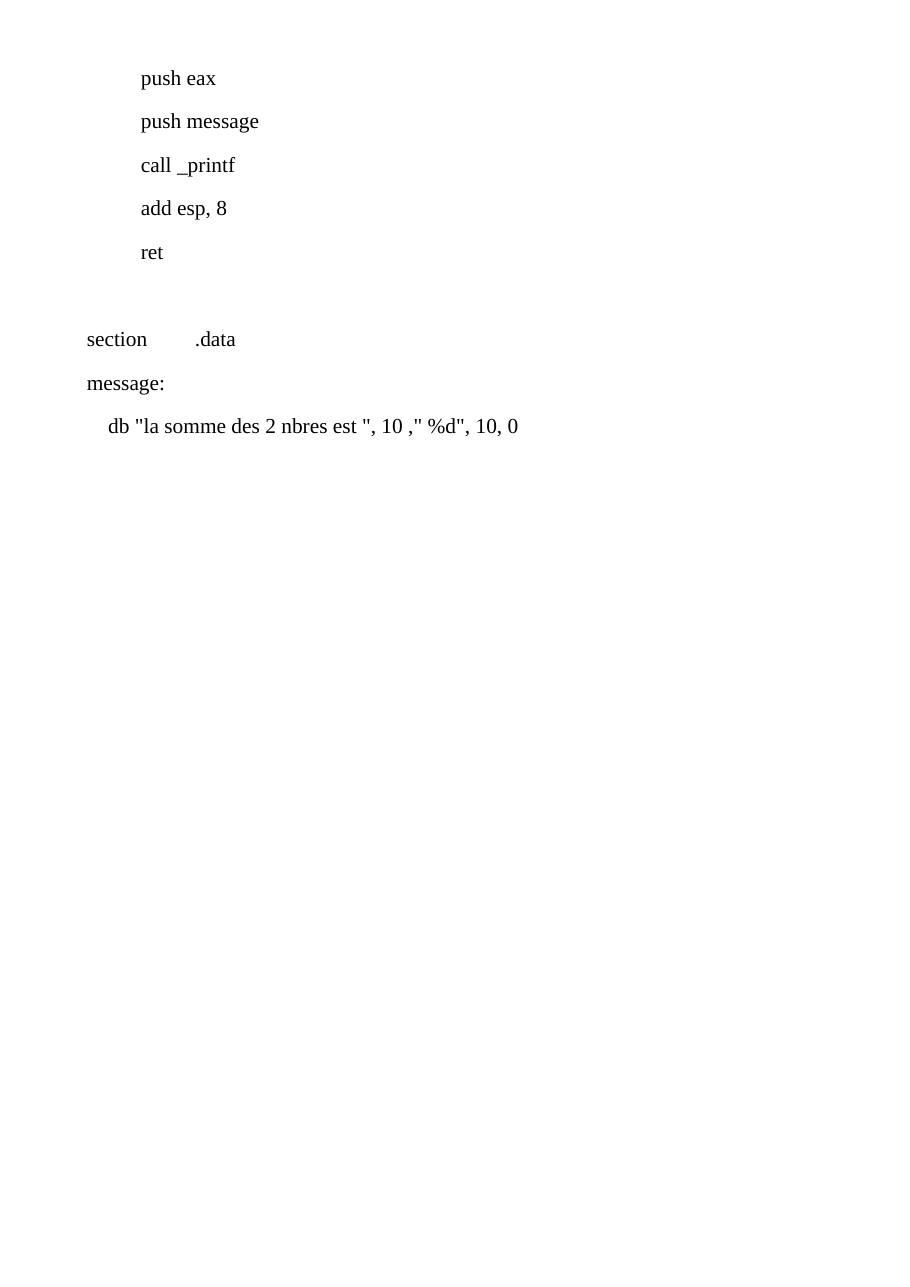 push eax
push message
call _printf
add esp, 8
ret
section .data
message:
db "la somme des 2 nbres est ", 10 ," %d", 10, 0